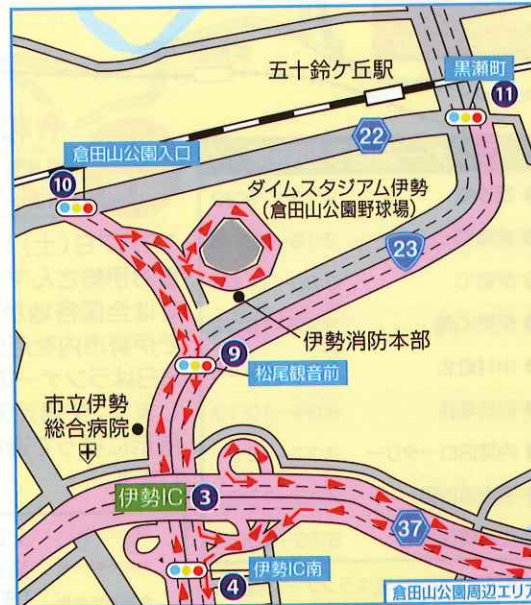 五十鈴ケ丘駅
黒瀬町
11
22
倉田山公園入口
10
ダイムスタジアム伊勢
(倉田山公園野球場)
23
伊勢消防本部
9
松尾観音前
市立伊勢
総合病院
伊勢IC
3
37
4
伊勢IC南
倉田山公園周辺エリア